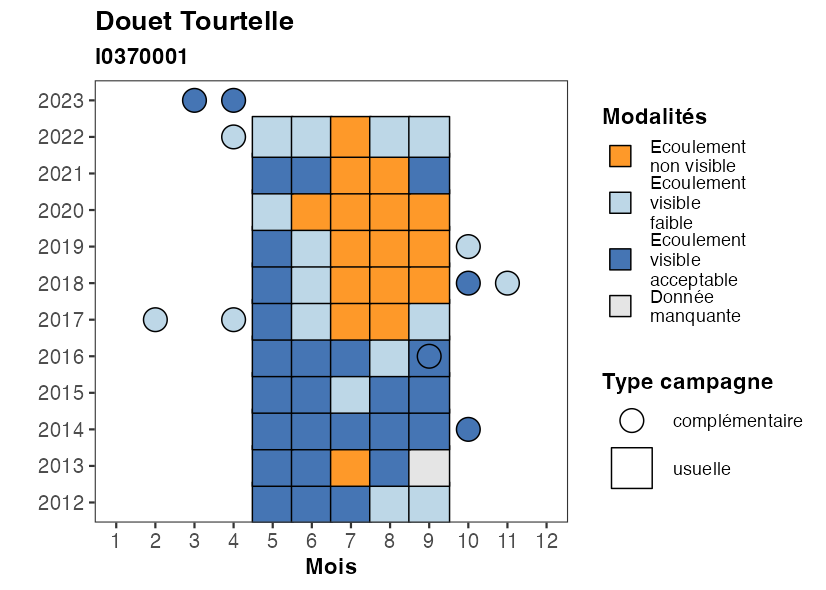 Douet Tourtelle
I0370001
2023
2022
2021
2020
2019
2018
2017
2016
2015
2014
2013
2012
1 2 3 4 5 6 7 8 9 10 11 12
Mois
Modalités
Ecoulement
non visible
Ecoulement
visible
faible
Ecoulement
visible
acceptable
Donnée
manquante
Type campagne
complémentaire
usuelle